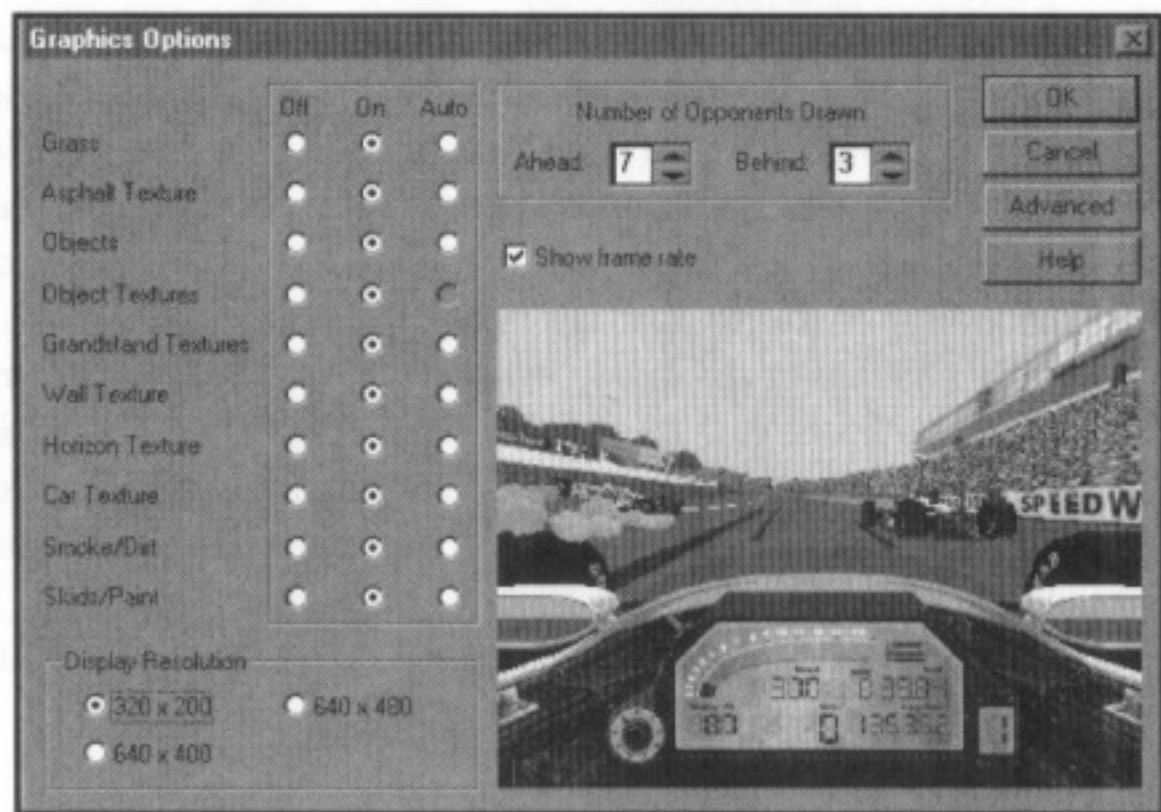 Graphics Options
Off On Auto
Grass
Asphalt Texture
Objects
Object Textures
Grandstand Textures
Wall Texture
Horizon Texture
Car Texture
Smoke/Dirt
Skids/Paint
Display Resolution
320 x 200
640 x 480
640 x 400
Number of Opponents Drawn
Ahead: 7 Behind: 3
Show frame rate
OK
Cancel
Advanced
Help
SPEEDW